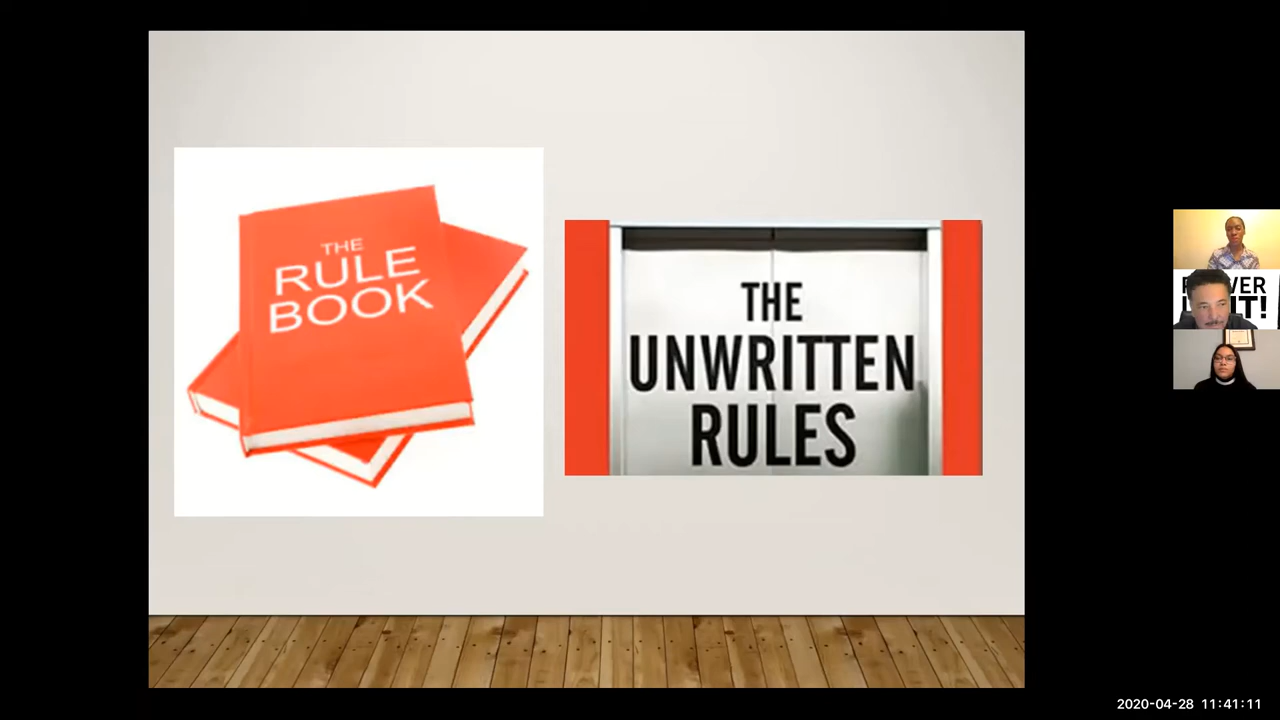 THE
RULE
BOOK
THE
UNWRITTEN
RULES
2020-04-28 11:41:11